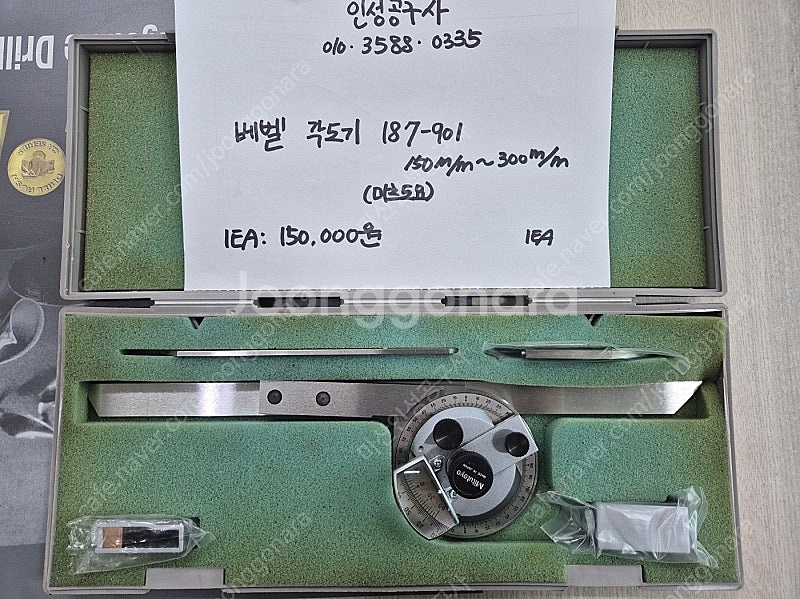 인성공구사
010·3588·0335
베벨 각도기 187-901
150m/m~300m/m
(미쓰도요)
1EA: 150,000원 1EA
Joonggonara
Mitutoyo